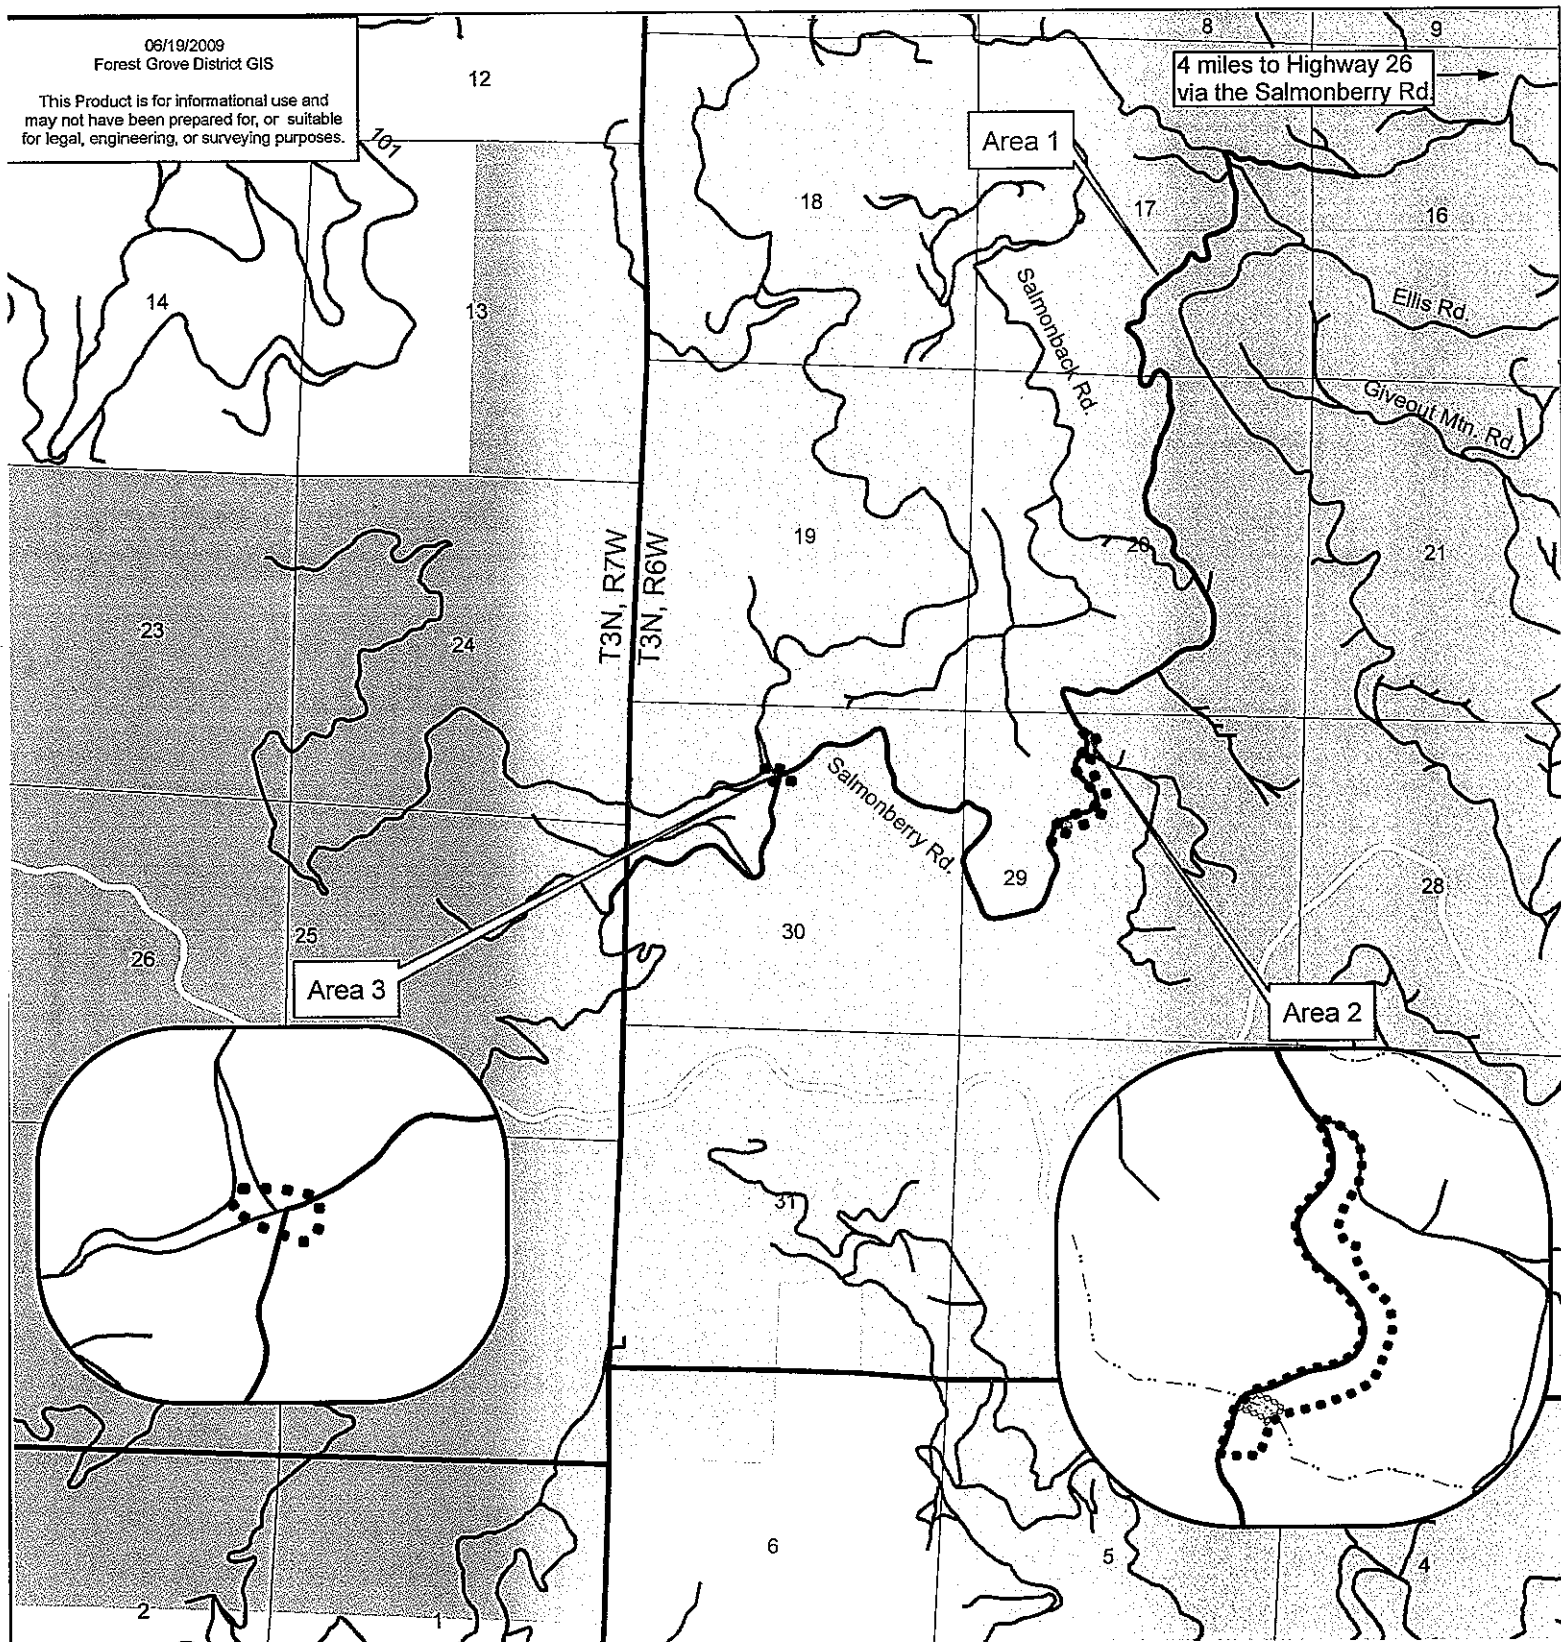 06/19/2009
Forest Grove District GIS
This Product is for informational use and
may not have been prepared for, or suitable
for legal, engineering, or surveying purposes.
12
8
9
4 miles to Highway 26
via the Salmonberry Rd.
101
Area 1
18
17
16
14
13
Salmonback Rd.
Ellis Rd.
Giveout Mtn. Rd.
19
20
21
T3N, R7W
T3N, R6W
23
24
Salmonberry Rd.
29
28
30
25
26
Area 3
Area 2
31
6
5
4
2
1